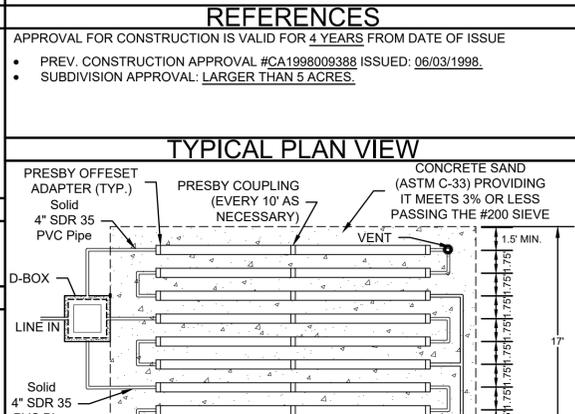 REFERENCES
APPROVAL FOR CONSTRUCTION IS VALID FOR 4 YEARS FROM DATE OF ISSUE
• PREV. CONSTRUCTION APPROVAL #CA1998009388 ISSUED: 06/03/1998.
• SUBDIVISION APPROVAL: LARGER THAN 5 ACRES.
TYPICAL PLAN VIEW
PRESBY OFFESET
ADAPTER (TYP.)
Solid
4" SDR 35
PVC Pipe
PRESBY COUPLING
(EVERY 10' AS
NECESSARY)
CONCRETE SAND
(ASTM C-33) PROVIDING
IT MEETS 3% OR LESS
PASSING THE #200 SIEVE
VENT
1.5' MIN.
1.75'
1.75'
1.75'
1.75'
1.75'
1.75'
1.75'
17'
D-BOX
LINE IN
Solid
4" SDR 35